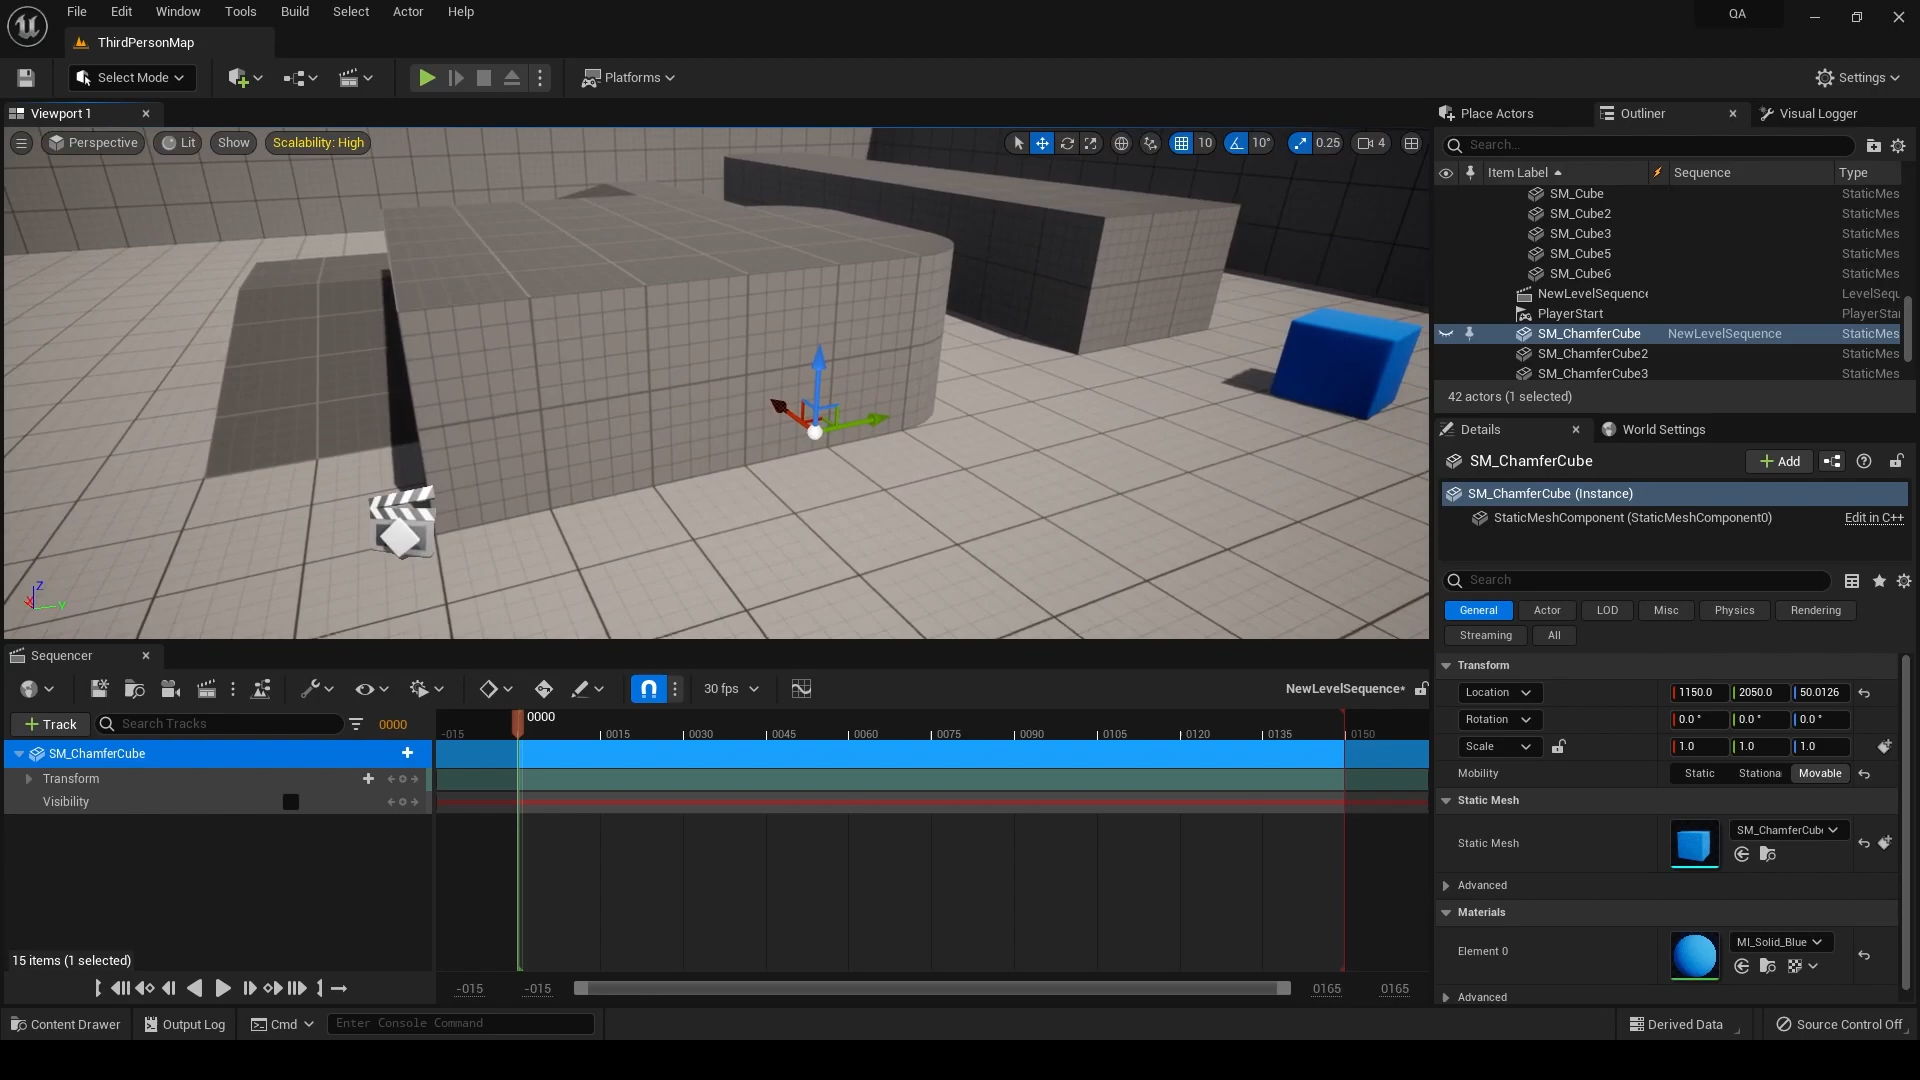 File Edit Window Tools Build Select Actor Help
QA
ThirdPersonMap
Select Mode
Platforms
Settings
Viewport 1
Perspective Lit Show Scalability: High
10 10° 0.25 4
Place Actors Outliner Visual Logger
Search...
Item Label Sequence Type
SM_Cube StaticMes
SM_Cube2 StaticMes
SM_Cube3 StaticMes
SM_Cube5 StaticMes
SM_Cube6 StaticMes
NewLevelSequence LevelSequ
PlayerStart PlayerStar
SM_ChamferCube NewLevelSequence StaticMes
SM_ChamferCube2 StaticMes
SM_ChamferCube3 StaticMes
42 actors (1 selected)
Details World Settings
SM_ChamferCube Add
SM_ChamferCube (Instance)
StaticMeshComponent (StaticMeshComponent0) Edit in C++
Search
General Actor LOD Misc Physics Rendering
Streaming All
Transform
Location 1150.0 2050.0 50.0126
Rotation 0.0° 0.0° 0.0°
Scale 1.0 1.0 1.0
Mobility Static Stationa Movable
Static Mesh
Static Mesh SM_ChamferCub
Advanced
Materials
Element 0 MI_Solid_Blue
Advanced
Z
X Y
Sequencer
30 fps NewLevelSequence*
Track Search Tracks 0000
0000
-015 0015 0030 0045 0060 0075 0090 0105 0120 0135 0150
SM_ChamferCube
Transform
Visibility
15 items (1 selected)
-015 -015 0165 0165
Content Drawer Output Log Cmd Enter Console Command Derived Data Source Control Off